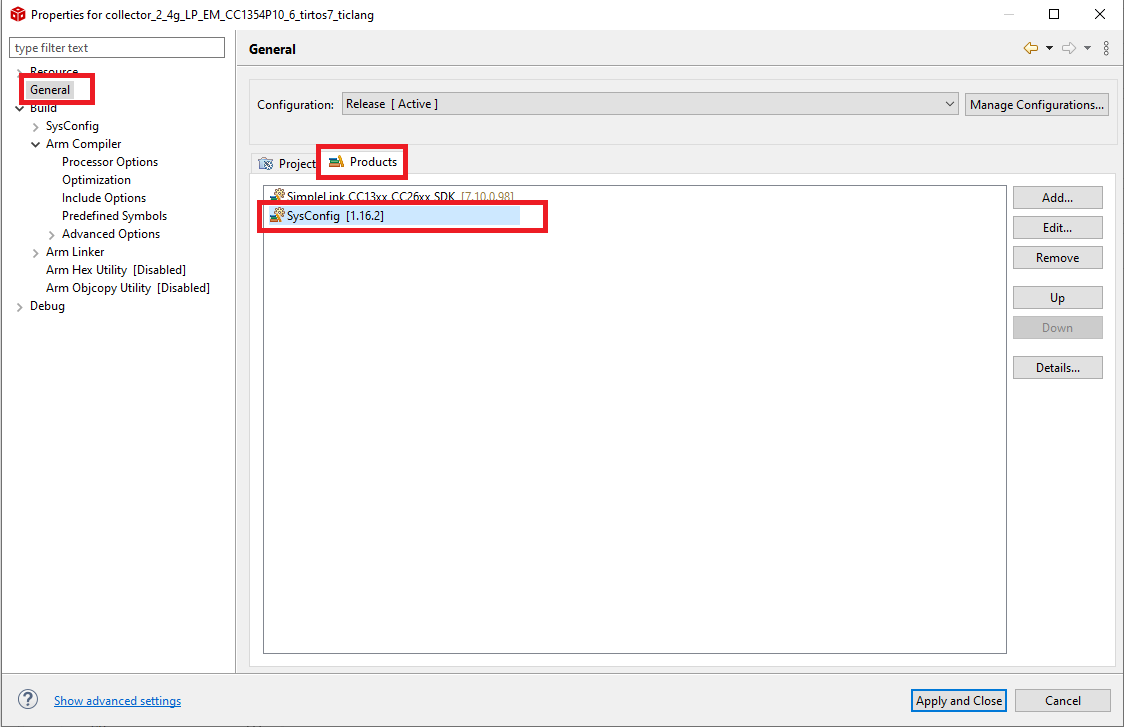 Properties for collector_2_4g_LP_EM_CC1354P10_6_tirtos7_ticlang
type filter text
General
Resource
General
Build
SysConfig
Arm Compiler
Processor Options
Optimization
Include Options
Predefined Symbols
Advanced Options
Arm Linker
Arm Hex Utility [Disabled]
Arm Objcopy Utility [Disabled]
Debug
Configuration:
Release [ Active ]
Manage Configurations...
Project
Products
SimpleLink CC13xx CC26xx SDK [7.10.0.98]
SysConfig [1.16.2]
Add...
Edit...
Remove
Up
Down
Details...
?
Show advanced settings
Apply and Close
Cancel